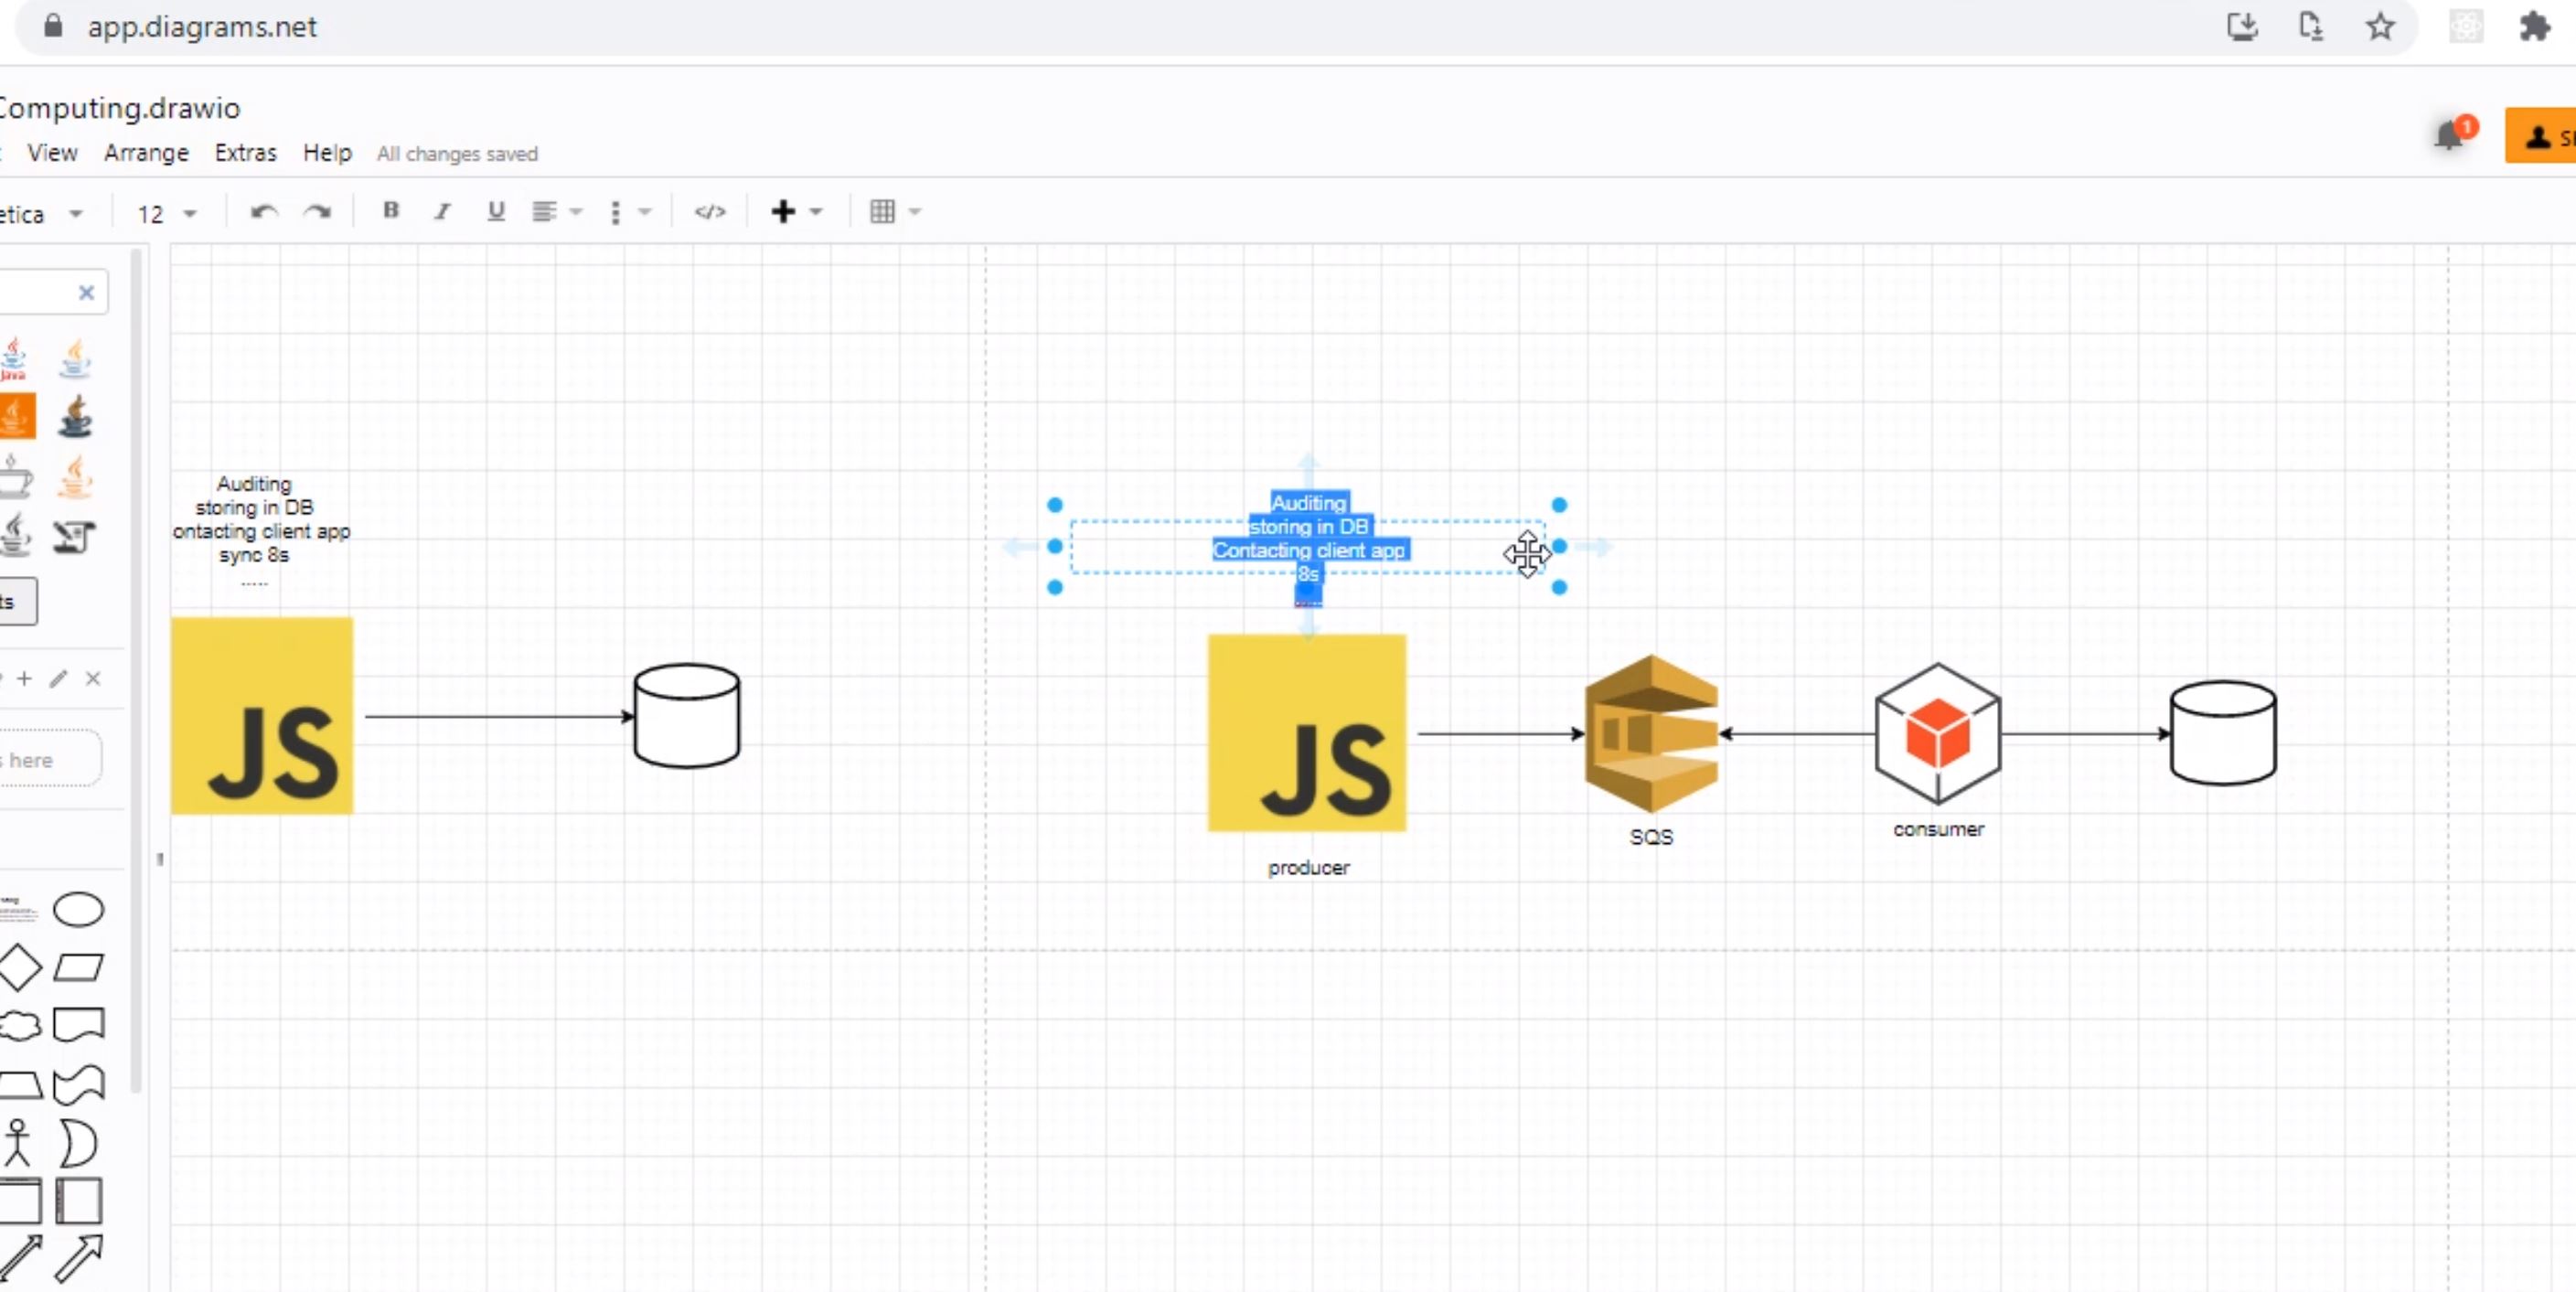 app.diagrams.net
Computing.drawio
View Arrange Extras Help All changes saved
1
etica 12 B I U </>
Java
ts
s here
Auditing
storing in DB
ontacting client app
sync 8s
.....
JS
Auditing
storing in DB
Contacting client app
8s
.....
JS
producer
SQS
consumer